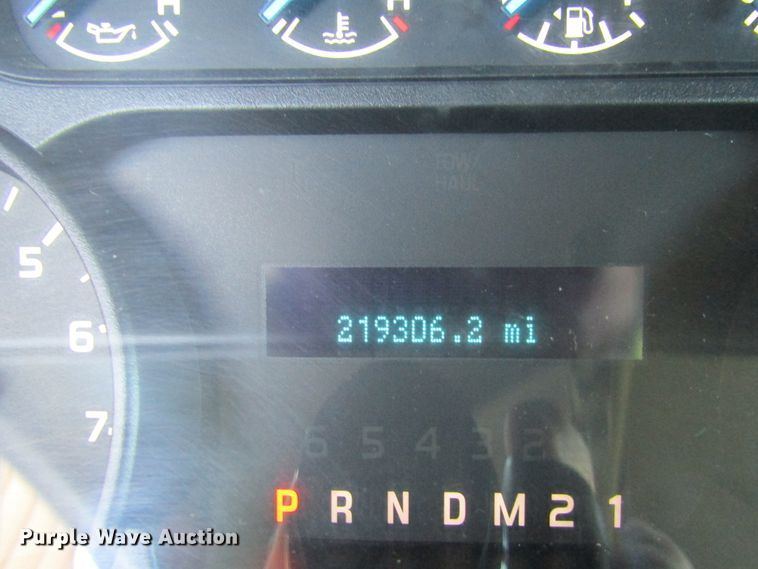 H H F
5
6
7
TOW/
HAUL
219306.2 mi
6 5 4 3 2
P R N D M 2 1
Purple Wave Auction